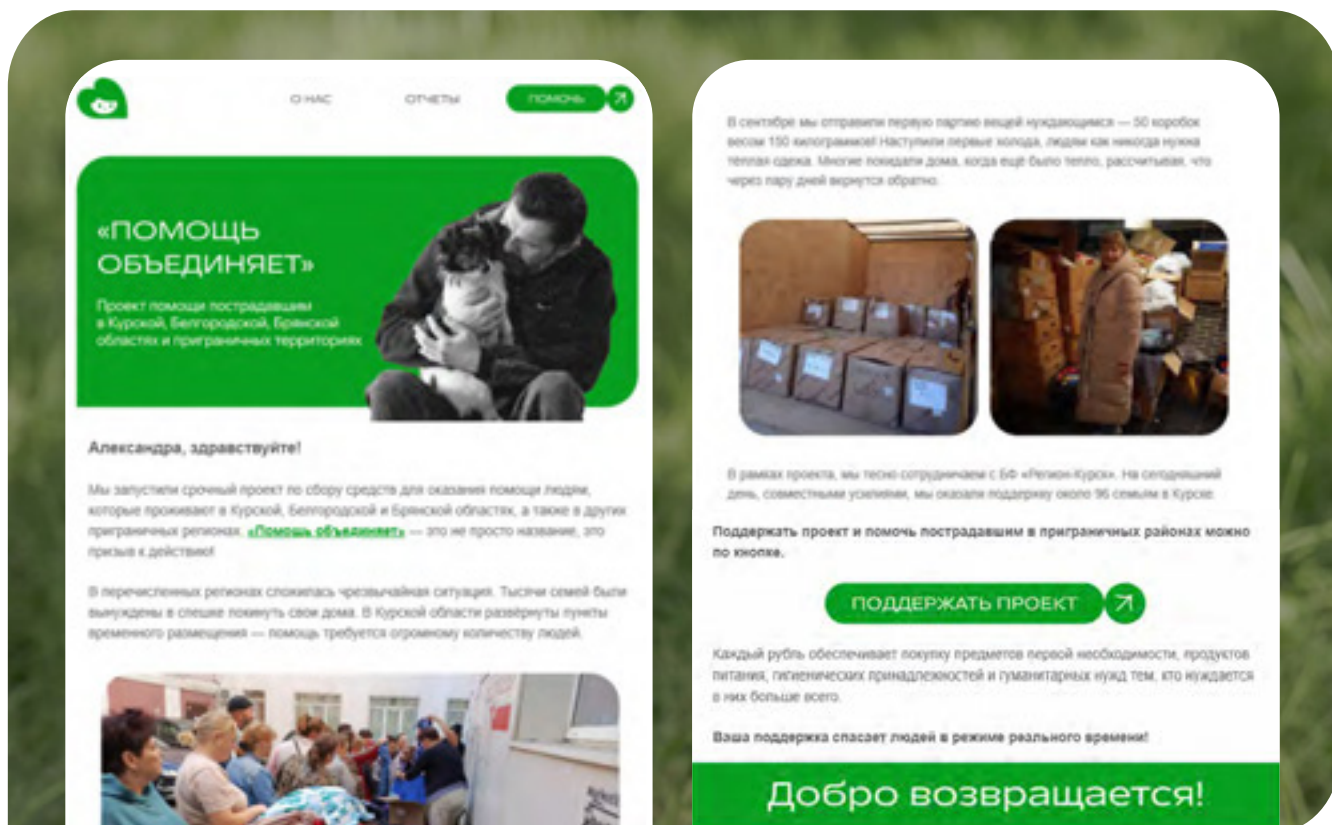 О НАС
ОТЧЕТЫ
ПОМОЧЬ
«ПОМОЩЬ
ОБЪЕДИНЯЕТ»
Проект помощи пострадавшим
в Курской, Белгородской, Брянской
областях и приграничных территориях
Александра, здравствуйте!
Мы запустили срочный проект по сбору средств для оказания помощи людям,
которые проживают в Курской, Белгородской и Брянской областях, а также в других
приграничных регионах. «Помощь объединяет» — это не просто название, это
призыв к действию!
В перечисленных регионах сложилась чрезвычайная ситуация. Тысячи семей были
вынуждены в спешке покинуть свои дома. В Курской области развёрнуты пункты
временного размещения — помощь требуется огромному количеству людей.
В сентябре мы отправили первую партию вещей нуждающимся — 50 коробок
весом 150 килограммов! Наступили первые холода, людям как никогда нужна
тёплая одежа. Многие покидали дома, когда ещё было тепло, рассчитывая, что
через пару дней вернутся обратно.
В рамках проекта, мы тесно сотрудничаем с БФ «Регион-Курск». На сегодняшний
день, совместными усилиями, мы оказали поддержку около 96 семьям в Курске.
Поддержать проект и помочь пострадавшим в приграничных районах можно
по кнопке.
ПОДДЕРЖАТЬ ПРОЕКТ
Каждый рубль обеспечивает покупку предметов первой необходимости, продуктов
питания, гигиенических принадлежностей и гуманитарных нужд тем, кто нуждается
в них больше всего.
Ваша поддержка спасает людей в режиме реального времени!
Добро возвращается!